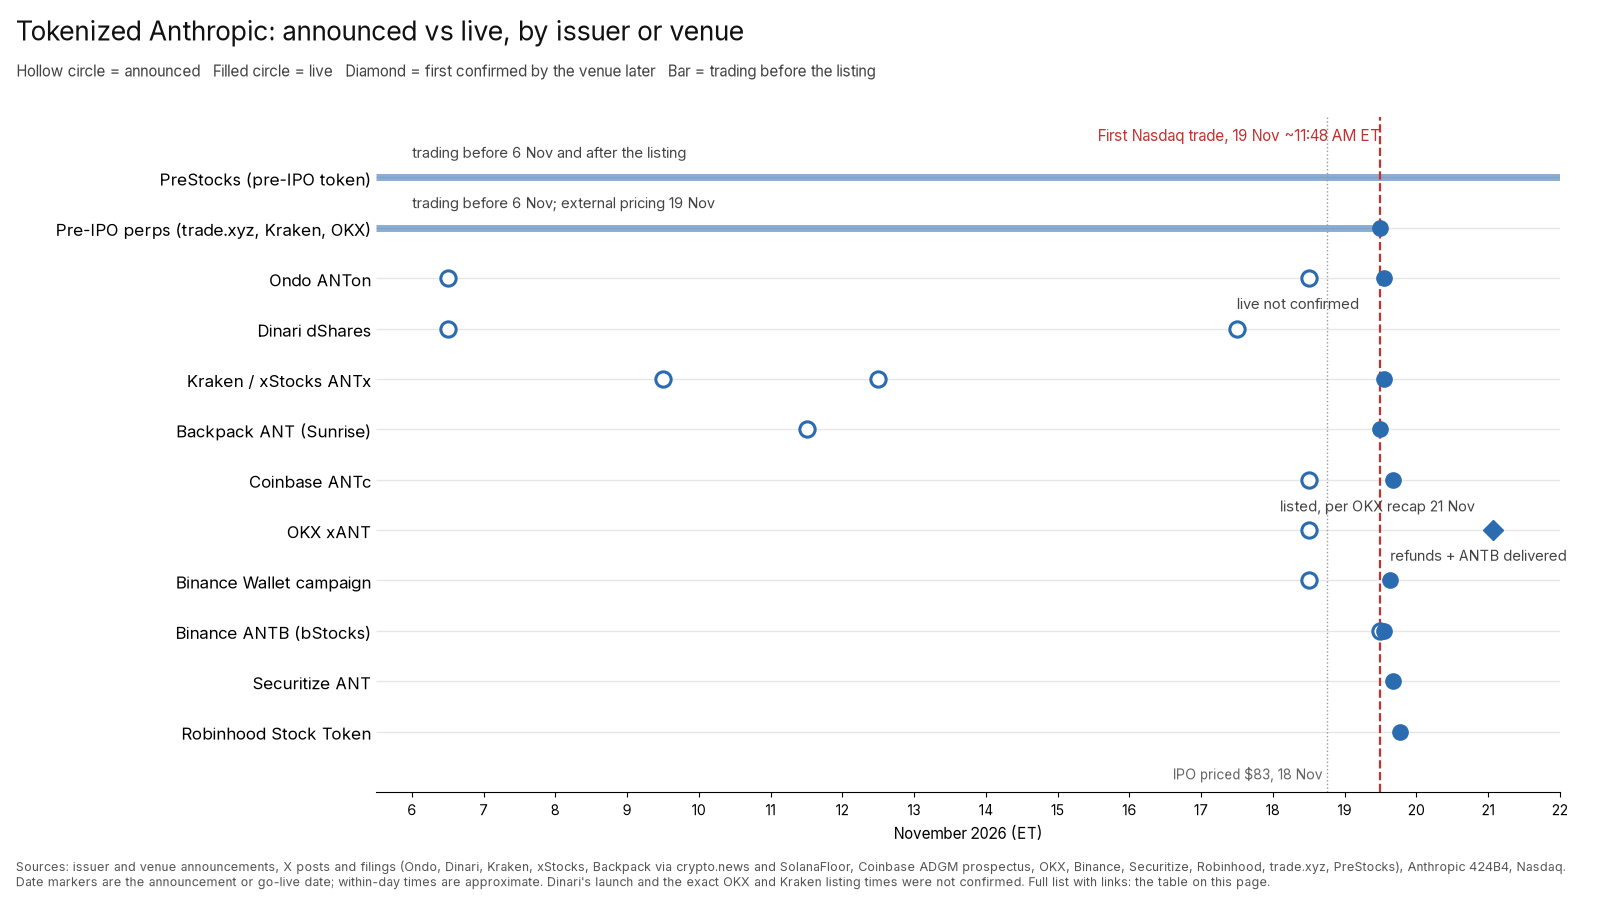 Tokenized Anthropic: announced vs live, by issuer or venue
Hollow circle = announced   Filled circle = live   Diamond = first confirmed by the venue later   Bar = trading before the listing
First Nasdaq trade, 19 Nov ~11:48 AM ET
trading before 6 Nov and after the listing
PreStocks (pre-IPO token)
trading before 6 Nov; external pricing 19 Nov
Pre-IPO perps (trade.xyz, Kraken, OKX)
Ondo ANTon
live not confirmed
Dinari dShares
Kraken / xStocks ANTx
Backpack ANT (Sunrise)
Coinbase ANTc
listed, per OKX recap 21 Nov
OKX xANT
refunds + ANTB delivered
Binance Wallet campaign
Binance ANTB (bStocks)
Securitize ANT
Robinhood Stock Token
IPO priced $83, 18 Nov
6 7 8 9 10 11 12 13 14 15 16 17 18 19 20 21 22
November 2026 (ET)
Sources: issuer and venue announcements, X posts and filings (Ondo, Dinari, Kraken, xStocks, Backpack via crypto.news and SolanaFloor, Coinbase ADGM prospectus, OKX, Binance, Securitize, Robinhood, trade.xyz, PreStocks), Anthropic 424B4, Nasdaq.
Date markers are the announcement or go-live date; within-day times are approximate. Dinari's launch and the exact OKX and Kraken listing times were not confirmed. Full list with links: the table on this page.